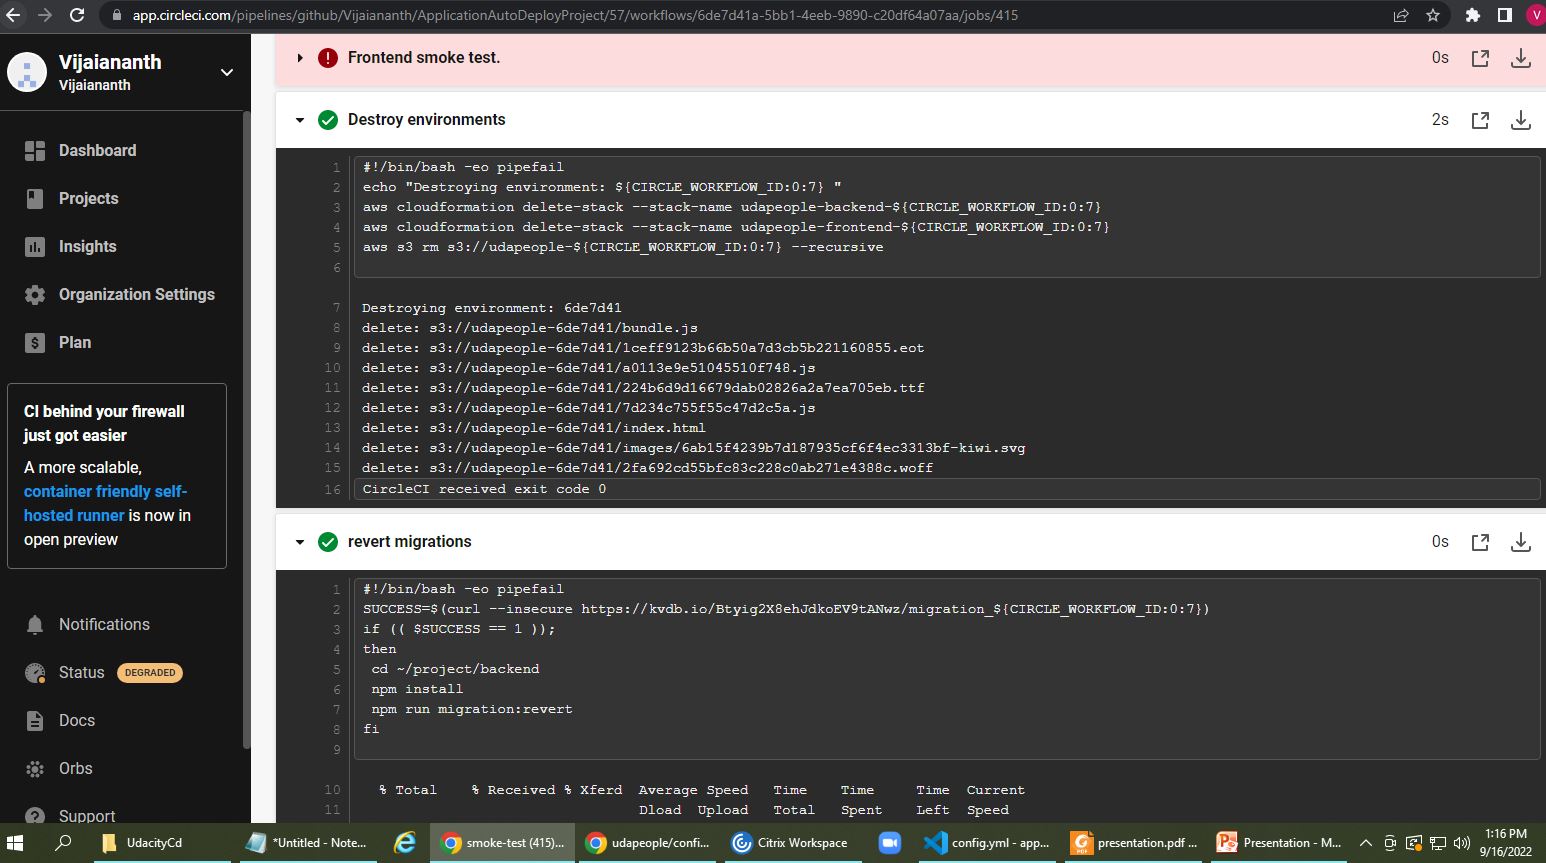 app.circleci.com/pipelines/github/Vijaiananth/ApplicationAutoDeployProject/57/workflows/6de7d41a-5bb1-4eeb-9890-c20df64a07aa/jobs/415
V
Vijaiananth
Vijaiananth
Dashboard
Projects
Insights
Organization Settings
Plan
CI behind your firewall
just got easier
A more scalable,
container friendly self-
hosted runner is now in
open preview
Notifications
Status DEGRADED
Docs
Orbs
Support
Frontend smoke test. 0s
Destroy environments 2s
1 #!/bin/bash -eo pipefail
2 echo "Destroying environment: ${CIRCLE_WORKFLOW_ID:0:7} "
3 aws cloudformation delete-stack --stack-name udapeople-backend-${CIRCLE_WORKFLOW_ID:0:7}
4 aws cloudformation delete-stack --stack-name udapeople-frontend-${CIRCLE_WORKFLOW_ID:0:7}
5 aws s3 rm s3://udapeople-${CIRCLE_WORKFLOW_ID:0:7} --recursive
6
7 Destroying environment: 6de7d41
8 delete: s3://udapeople-6de7d41/bundle.js
9 delete: s3://udapeople-6de7d41/1ceff9123b66b50a7d3cb5b221160855.eot
10 delete: s3://udapeople-6de7d41/a0113e9e51045510f748.js
11 delete: s3://udapeople-6de7d41/224b6d9d16679dab02826a2a7ea705eb.ttf
12 delete: s3://udapeople-6de7d41/7d234c755f55c47d2c5a.js
13 delete: s3://udapeople-6de7d41/index.html
14 delete: s3://udapeople-6de7d41/images/6ab15f4239b7d187935cf6f4ec3313bf-kiwi.svg
15 delete: s3://udapeople-6de7d41/2fa692cd55bfc83c228c0ab271e4388c.woff
16 CircleCI received exit code 0
revert migrations 0s
1 #!/bin/bash -eo pipefail
2 SUCCESS=$(curl --insecure https://kvdb.io/Btyig2X8ehJdkoEV9tANwz/migration_${CIRCLE_WORKFLOW_ID:0:7})
3 if (( $SUCCESS == 1 ));
4 then
5 cd ~/project/backend
6 npm install
7 npm run migration:revert
8 fi
9
10 % Total % Received % Xferd Average Speed Time Time Time Current
11 Dload Upload Total Spent Left Speed
UdacityCd
*Untitled - Note...
smoke-test (415)...
udapeople/confi...
Citrix Workspace
config.yml - app...
presentation.pdf ...
Presentation - M...
1:16 PM
9/16/2022